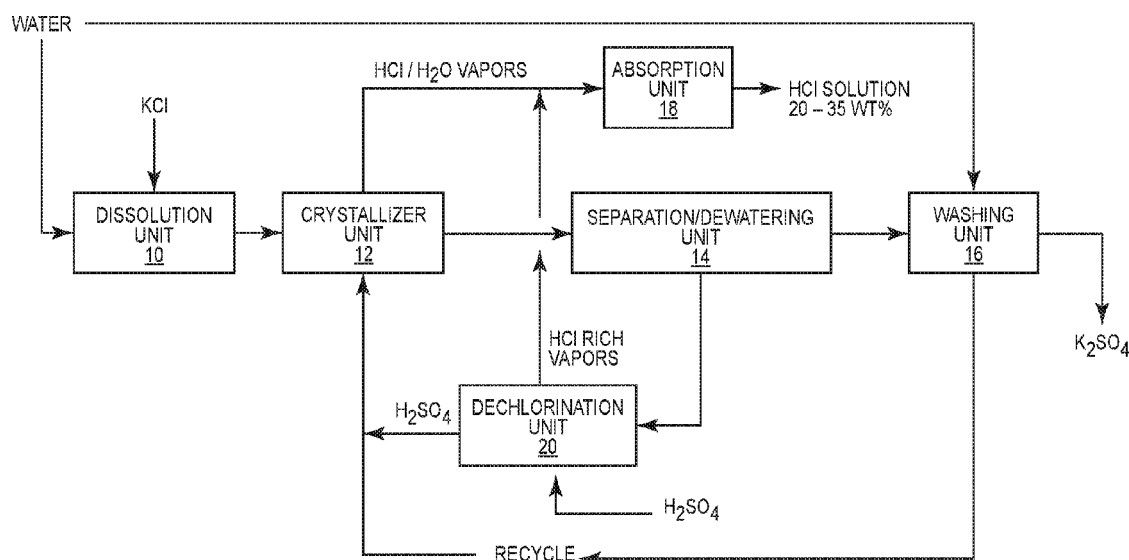 WATER
HCl / H2O VAPORS
ABSORPTION
UNIT
18
HCl SOLUTION
20 – 35 WT%
KCl
DISSOLUTION
UNIT
10
CRYSTALLIZER
UNIT
12
SEPARATION/DEWATERING
UNIT
14
WASHING
UNIT
16
HCl RICH
VAPORS
K2SO4
H2SO4
DECHLORINATION
UNIT
20
H2SO4
RECYCLE